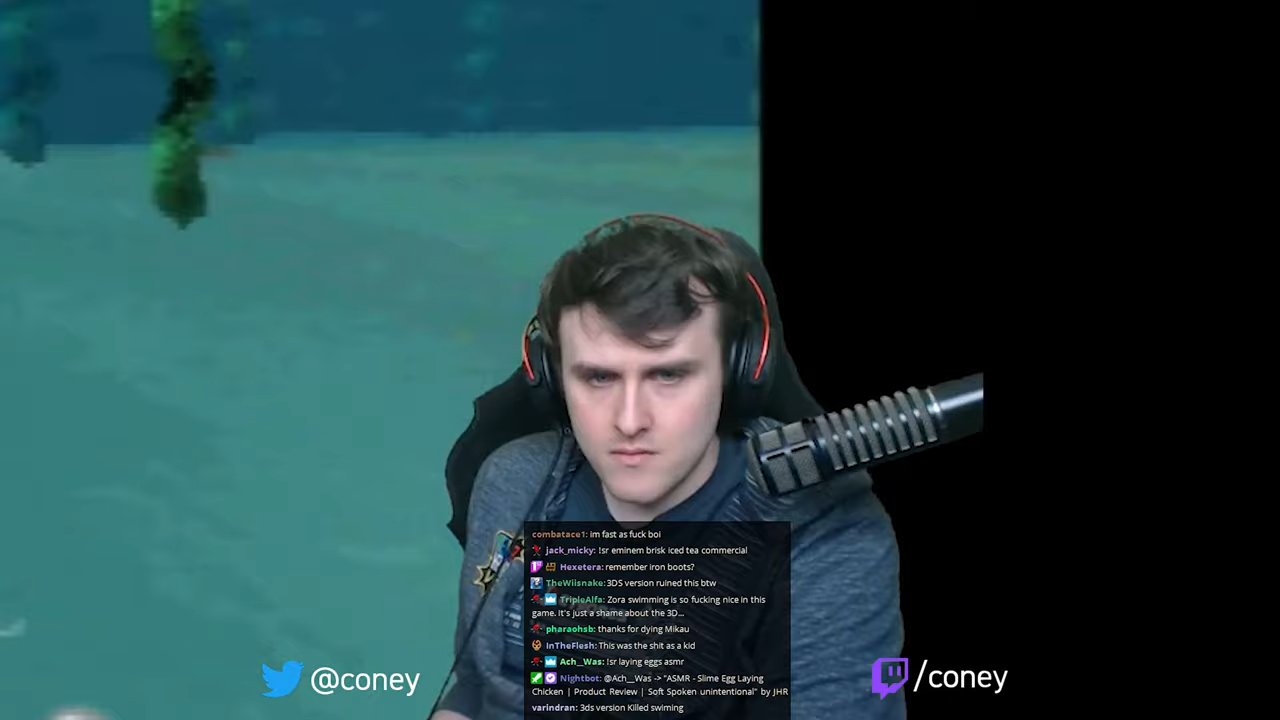 combatace1: im fast as fuck boi
jack_micky: !sr eminem brisk iced tea commercial
Hexetera: remember iron boots?
TheWiisnake: 3DS version ruined this btw
TripleAlfa: Zora swimming is so fucking nice in this
game. It's just a shame about the 3D...
pharaohsb: thanks for dying Mikau
InTheFlesh: This was the shit as a kid
Ach__Was: !sr laying eggs asmr
Nightbot: @Ach__Was -> "ASMR - Slime Egg Laying
Chicken | Product Review | Soft Spoken unintentional" by JHR
varindran: 3ds version Killed swiming
@coney
/coney